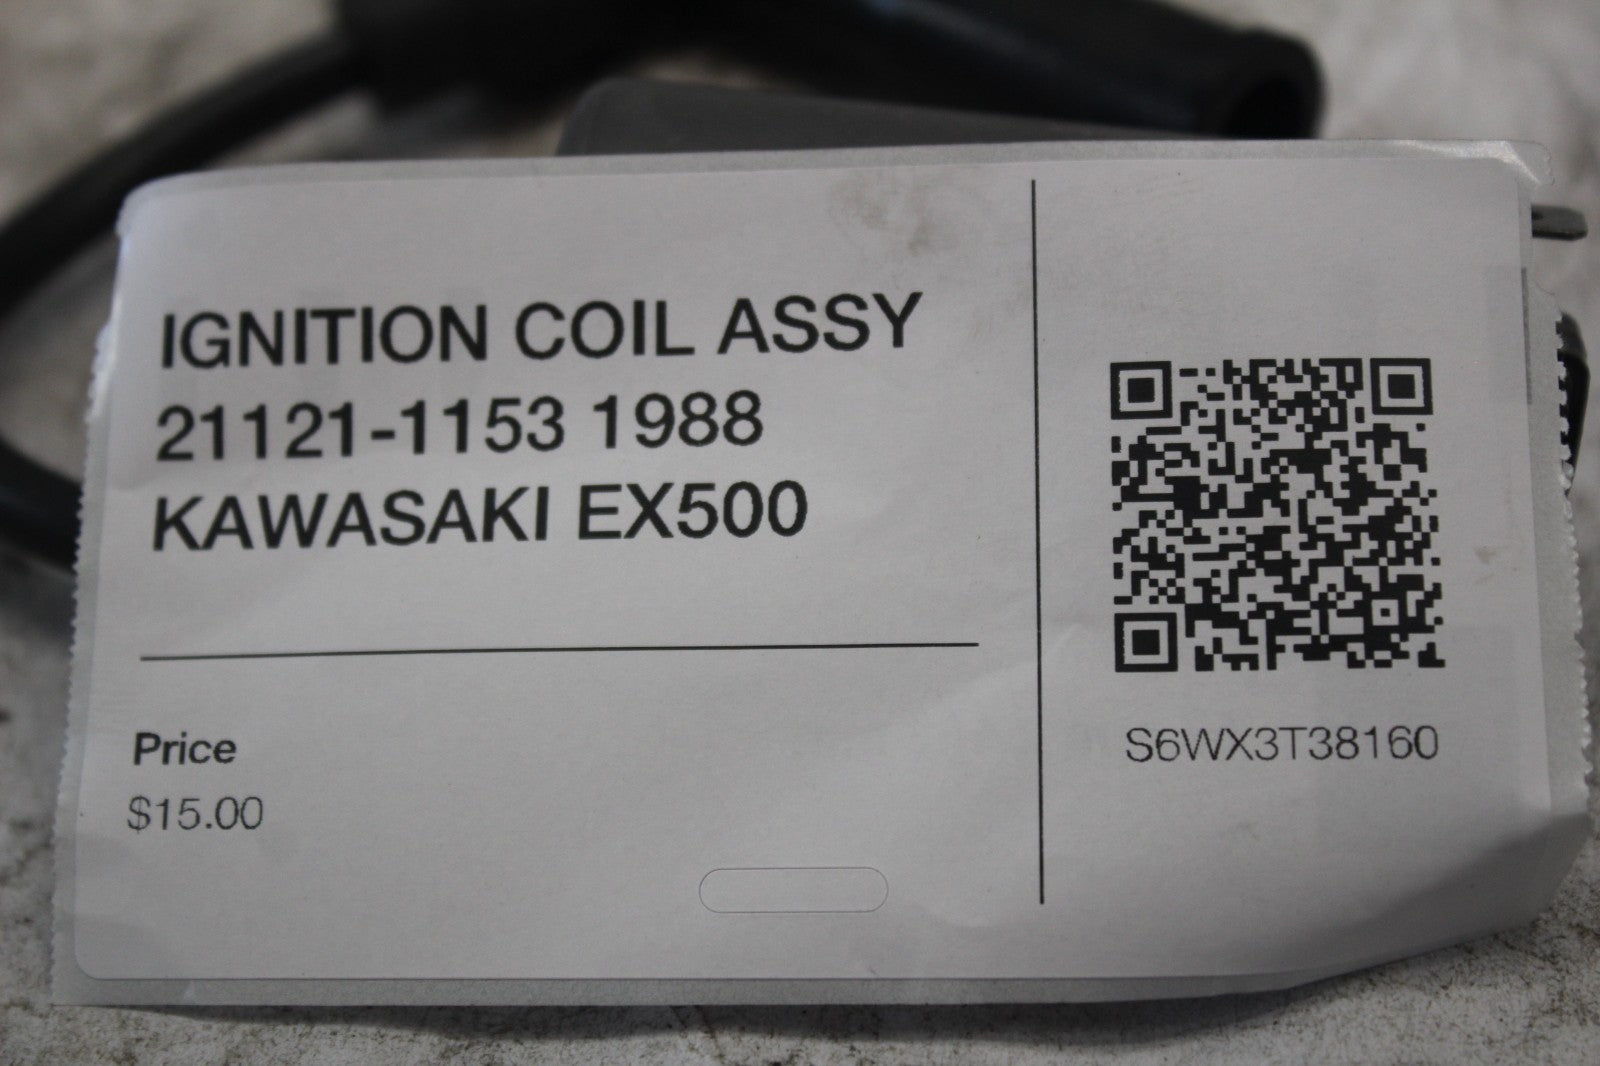 IGNITION COIL ASSY
21121-1153 1988
KAWASAKI EX500
Price
$15.00
S6WX3T38160